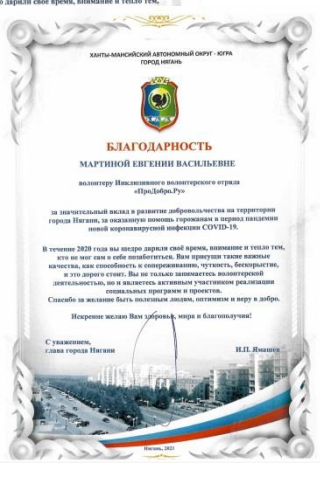 дарили своё время, внимание и тепло тем,
ХАНТЫ-МАНСИЙСКИЙ АВТОНОМНЫЙ ОКРУГ - ЮГРА
ГОРОД НЯГАНЬ
БЛАГОДАРНОСТЬ
МАРТИНОЙ ЕВГЕНИИ ВАСИЛЬЕВНЕ
волонтеру Инклюзивного волонтерского отряда
«ПроДобро.Ру»
за значительный вклад в развитие добровольчества на территории
города Нягани, за оказанную помощь горожанам в период пандемии
новой коронавирусной инфекции COVID-19.
В течение 2020 года вы щедро дарили своё время, внимание и тепло тем,
кто не мог сам о себе позаботиться. Вам присущи такие важные
качества, как способность к сопереживанию, чуткость, бескорыстие,
и это дорого стоит. Вы не только занимаетесь волонтерской
деятельностью, но и являетесь активным участником реализации
социальных программ и проектов.
Спасибо за желание быть полезным людям, оптимизм и веру в добро.
Искренне желаю Вам здоровья, мира и благополучия!
С уважением,
глава города Нягани
И.П. Ямашев
Нягань, 2021